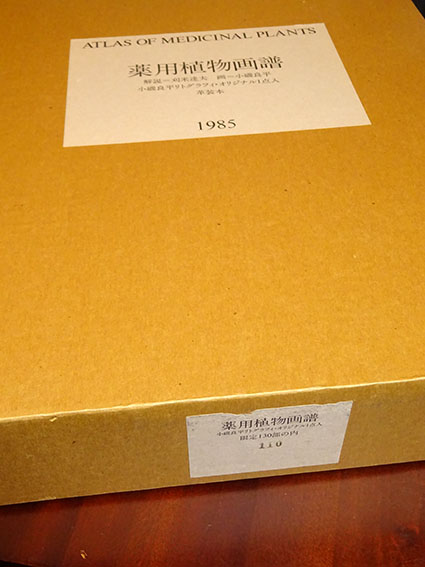 ATLAS OF MEDICINAL PLANTS
薬用植物画譜
解説=刈米達夫 画=小磯良平
小磯良平リトグラフィ・オリジナル1点入
革装本
1985
薬用植物画譜
小磯良平リトグラフィ・オリジナル1点入
限定130部の内
110